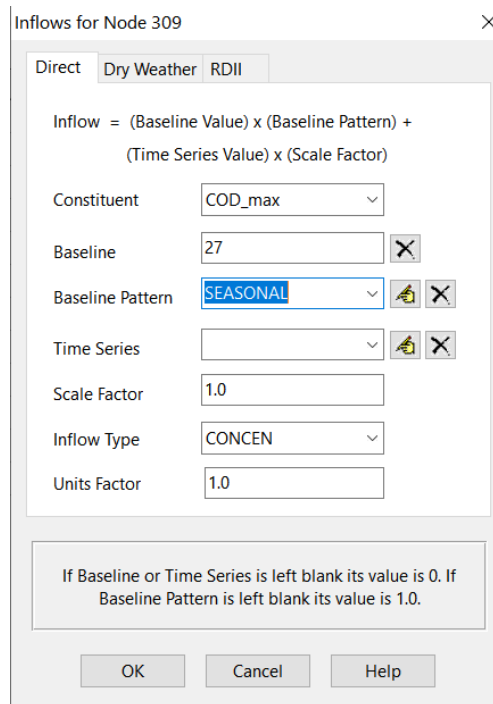 Inflows for Node 309
Direct Dry Weather RDII
Inflow = (Baseline Value) x (Baseline Pattern) +
(Time Series Value) x (Scale Factor)
Constituent COD_max
Baseline 27
Baseline Pattern SEASONAL
Time Series
Scale Factor 1.0
Inflow Type CONCEN
Units Factor 1.0
If Baseline or Time Series is left blank its value is 0. If
Baseline Pattern is left blank its value is 1.0.
OK Cancel Help